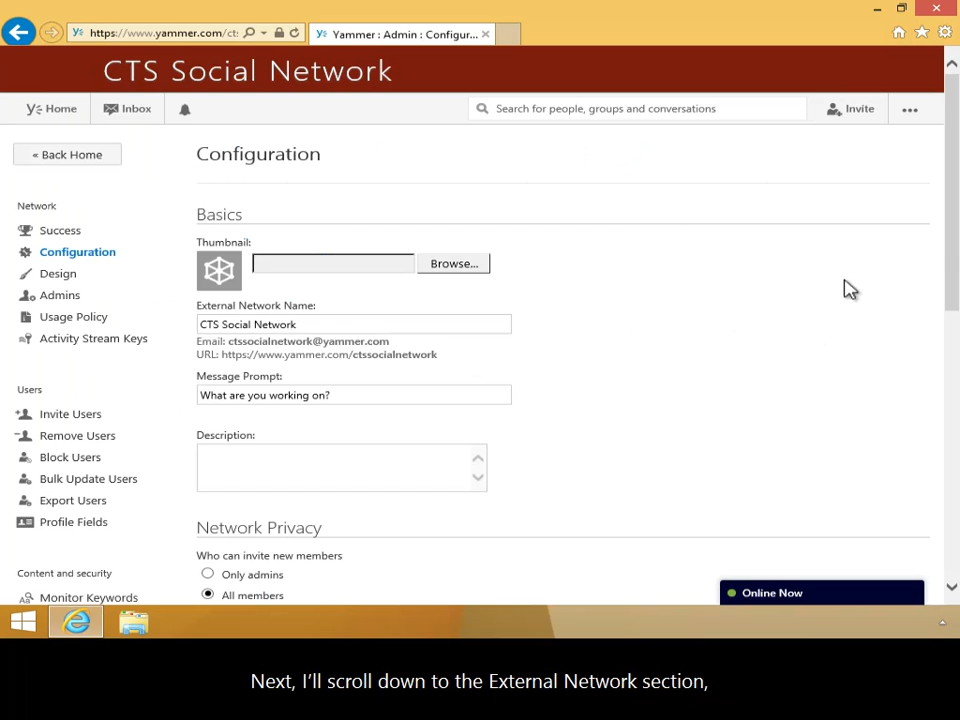 https://www.yammer.com/ct:
Yammer : Admin : Configur...
CTS Social Network
Home
Inbox
Search for people, groups and conversations
Invite
« Back Home
Configuration
Network
Success
Configuration
Design
Admins
Usage Policy
Activity Stream Keys
Users
Invite Users
Remove Users
Block Users
Bulk Update Users
Export Users
Profile Fields
Content and security
Monitor Keywords
Basics
Thumbnail:
Browse...
External Network Name:
CTS Social Network
Email: ctssocialnetwork@yammer.com
URL: https://www.yammer.com/ctssocialnetwork
Message Prompt:
What are you working on?
Description:
Network Privacy
Who can invite new members
Only admins
All members
Online Now
Next, I'll scroll down to the External Network section,